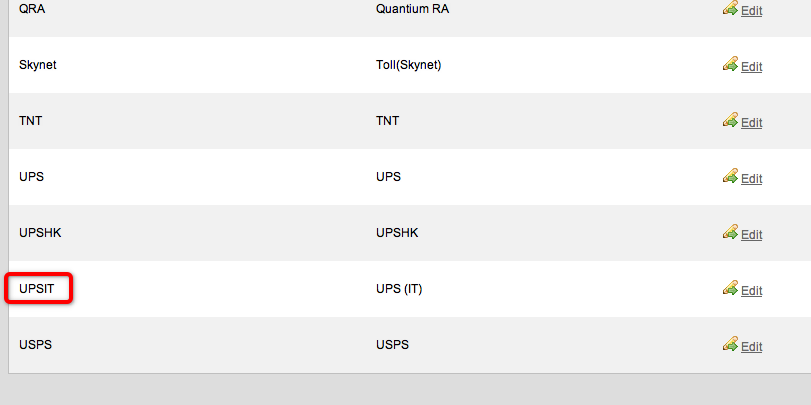 QRA Quantium RA Edit
Skynet Toll(Skynet) Edit
TNT TNT Edit
UPS UPS Edit
UPSHK UPSHK Edit
UPSIT UPS (IT) Edit
USPS USPS Edit